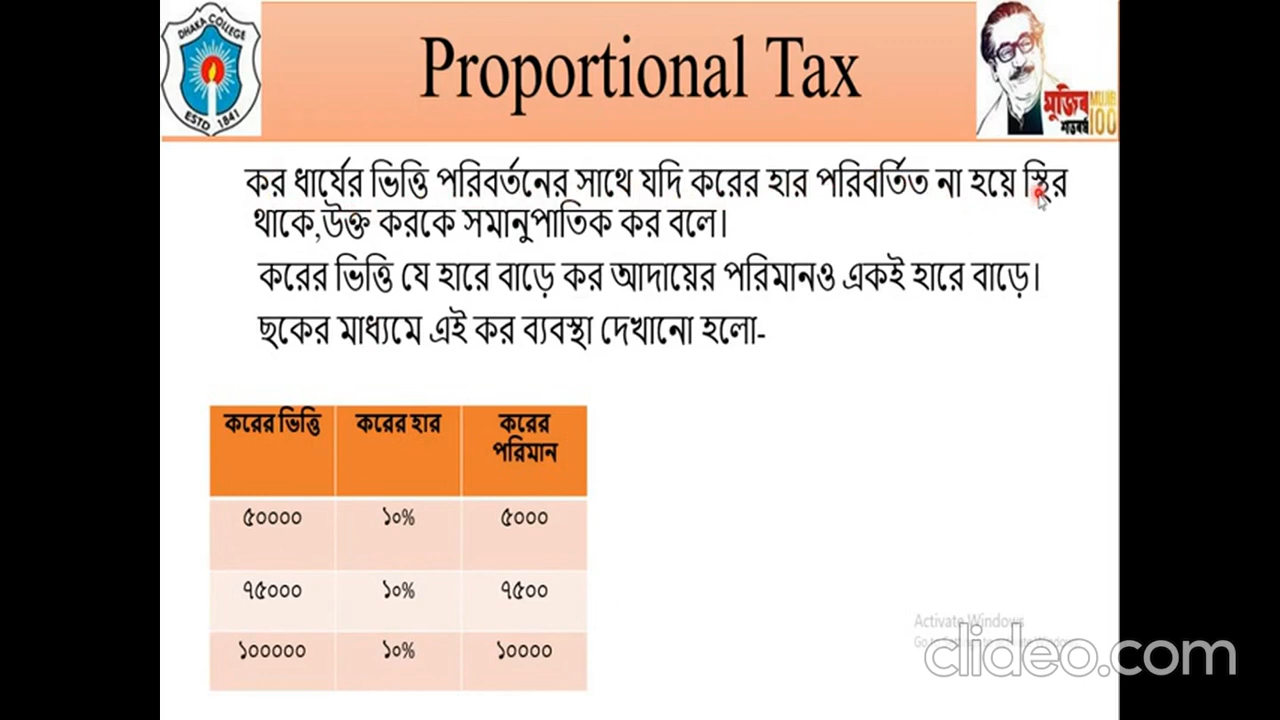 DHAKA COLLEGE
ESTD 1841
Proportional Tax
মুজিব
শতবর্ষ
MUJIB
100
কর ধার্যের ভিত্তি পরিবর্তনের সাথে যদি করের হার পরিবর্তিত না হয়ে স্থির
থাকে,উক্ত করকে সমানুপাতিক কর বলে।
করের ভিত্তি যে হারে বাড়ে কর আদায়ের পরিমানও একই হারে বাড়ে।
ছকের মাধ্যমে এই কর ব্যবস্থা দেখানো হলো-
করের ভিত্তি করের হার করের
পরিমান
৫০০০০ ১০% ৫০০০
৭৫০০০ ১০% ৭৫০০
১০০০০০ ১০% ১০০০০
Activate Windows
clideo.com